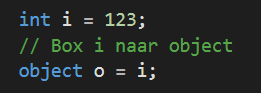 int i = 123;
// Box i naar object
object o = i;